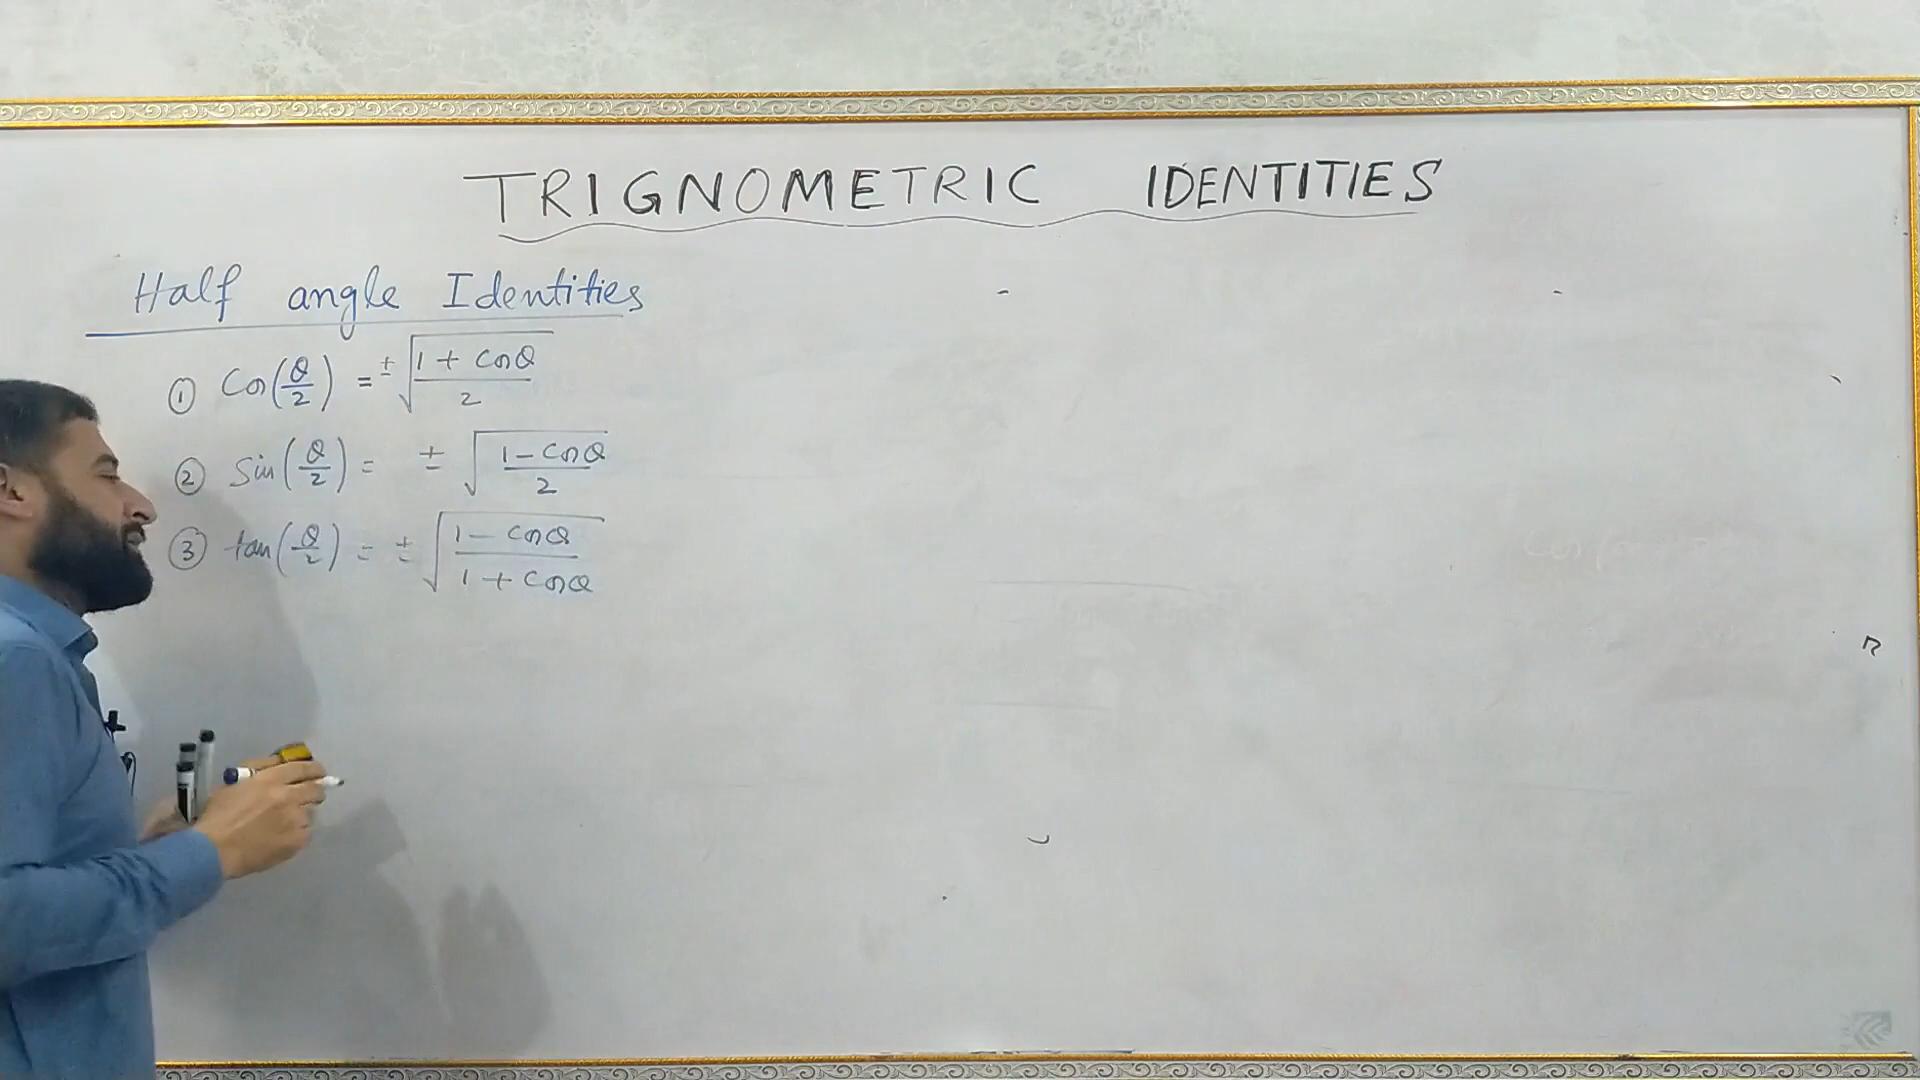 TRIGNOMETRIC IDENTITIES
Half angle Identities
① Cos(θ/2) = ±√((1 + Cosθ)/2)
② Sin(θ/2) = ±√((1 - Cosθ)/2)
③ tan(θ/2) = ±√((1 - Cosθ)/(1 + Cosθ))